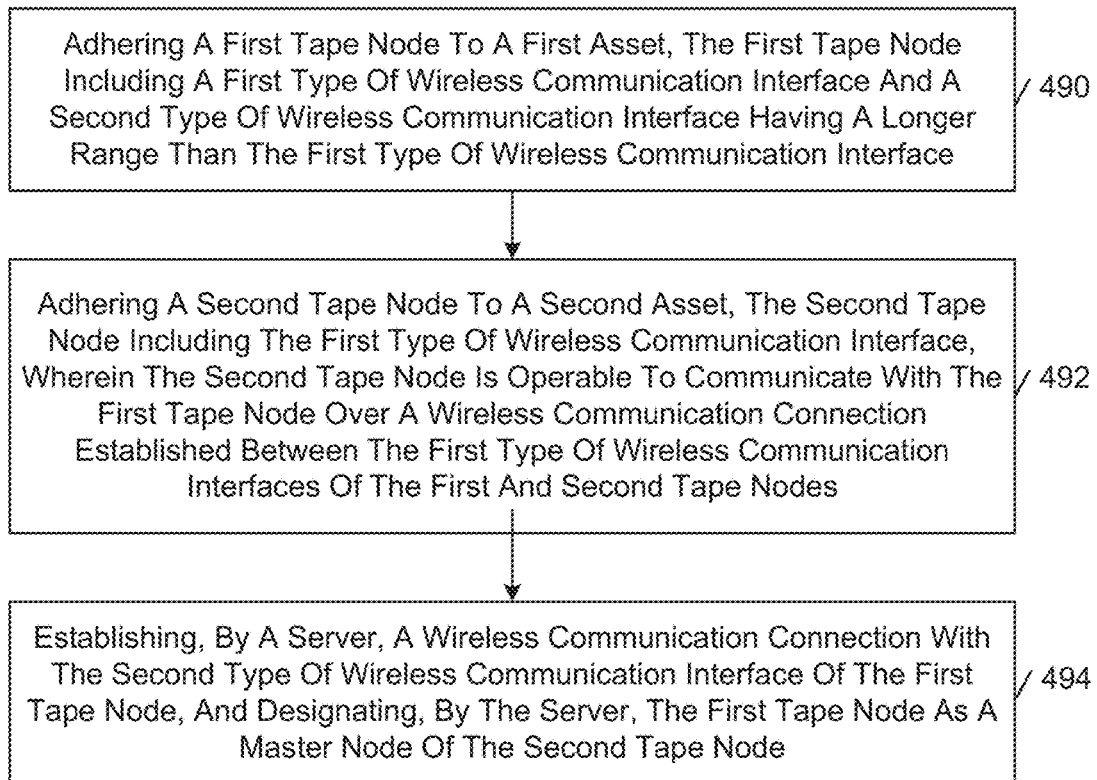 Adhering A First Tape Node To A First Asset, The First Tape Node
Including A First Type Of Wireless Communication Interface And A
Second Type Of Wireless Communication Interface Having A Longer
Range Than The First Type Of Wireless Communication Interface
490
Adhering A Second Tape Node To A Second Asset, The Second Tape
Node Including The First Type Of Wireless Communication Interface,
Wherein The Second Tape Node Is Operable To Communicate With The
First Tape Node Over A Wireless Communication Connection
Established Between The First Type Of Wireless Communication
Interfaces Of The First And Second Tape Nodes
492
Establishing, By A Server, A Wireless Communication Connection With
The Second Type Of Wireless Communication Interface Of The First
Tape Node, And Designating, By The Server, The First Tape Node As A
Master Node Of The Second Tape Node
494